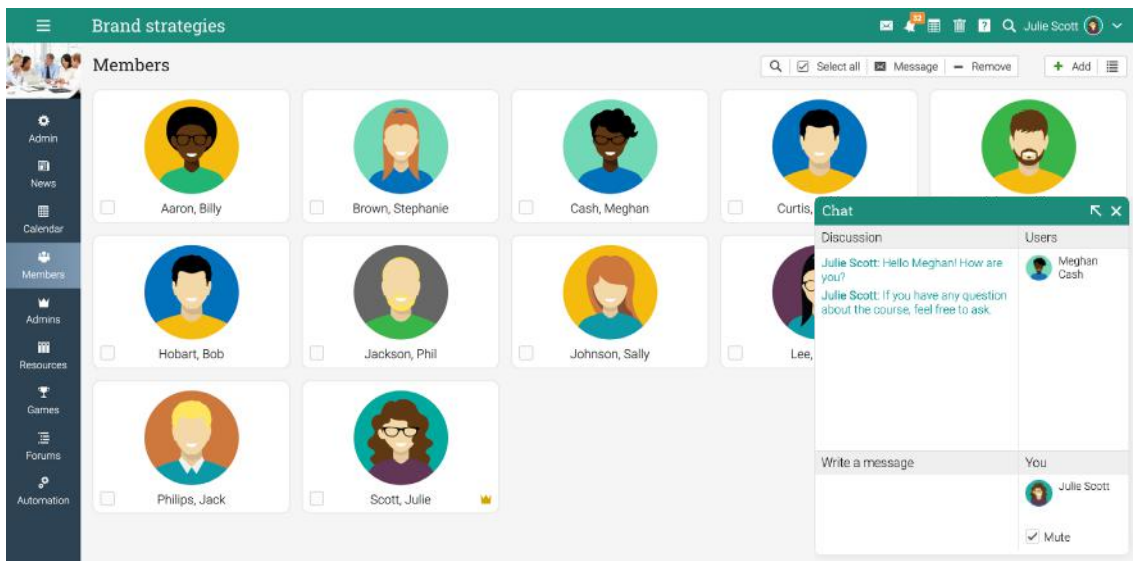 Brand strategies
32
Julie Scott
Members
Select all
Message
Remove
Add
Admin
News
Calendar
Members
Admins
Resources
Games
Forums
Automation
Aaron, Billy
Brown, Stephanie
Cash, Meghan
Curtis,
Hobart, Bob
Jackson, Phil
Johnson, Sally
Lee,
Philips, Jack
Scott, Julie
Chat
Discussion
Users
Julie Scott: Hello Meghan! How are
you?
Julie Scott: If you have any question
about the course, feel free to ask.
Meghan
Cash
Write a message
You
Julie Scott
Mute